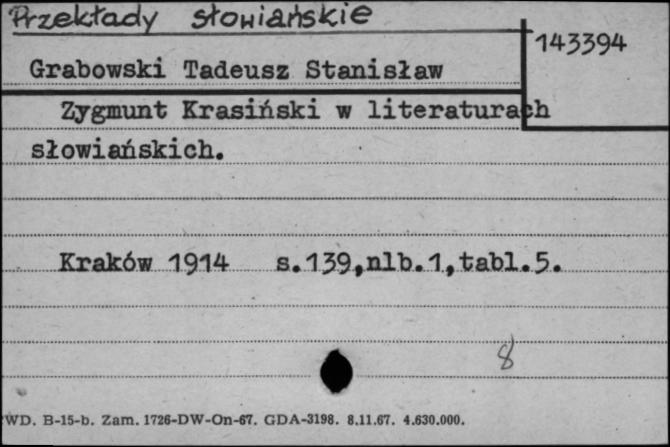 Przekłady słowiańskie
143394
Grabowski Tadeusz Stanisław
Zygmunt Krasiński w literaturach
słowiańskich.
Kraków 1914 s.139,nlb.1,tabl.5.
8
WD. B-15-b. Zam. 1726-DW-On-67. GDA-3198. 8.11.67. 4.630.000.